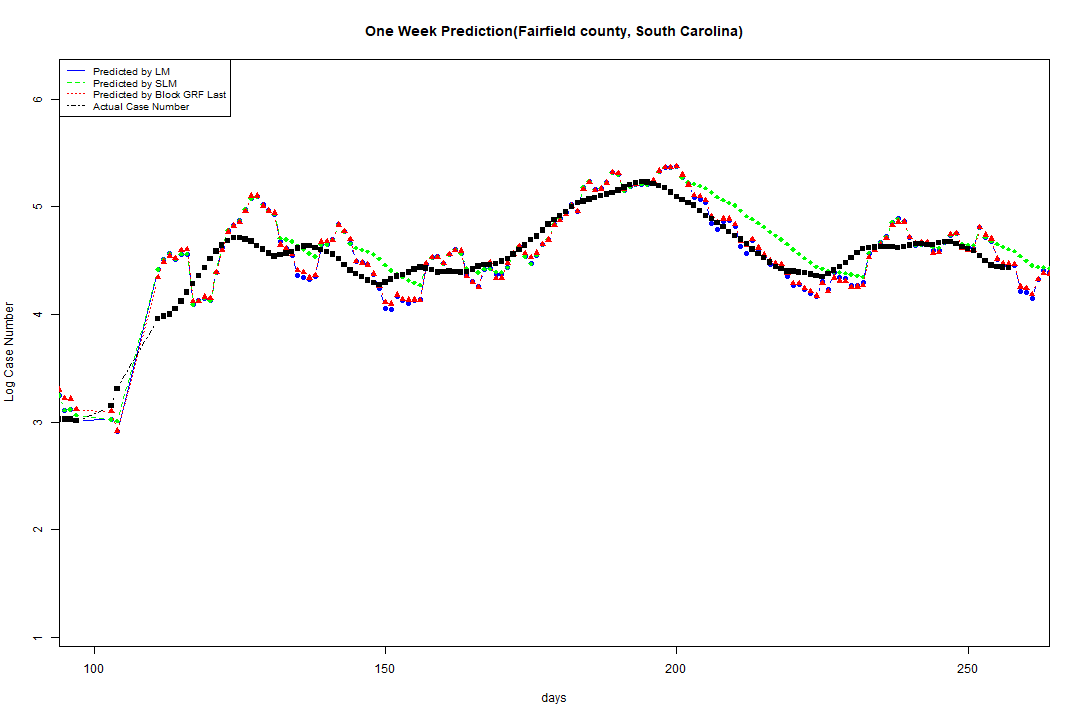 One Week Prediction(Fairfield county, South Carolina)
Predicted by LM
Predicted by SLM
Predicted by Block GRF Last
Actual Case Number
6
5
4
3
2
1
Log Case Number
100 150 200 250
days